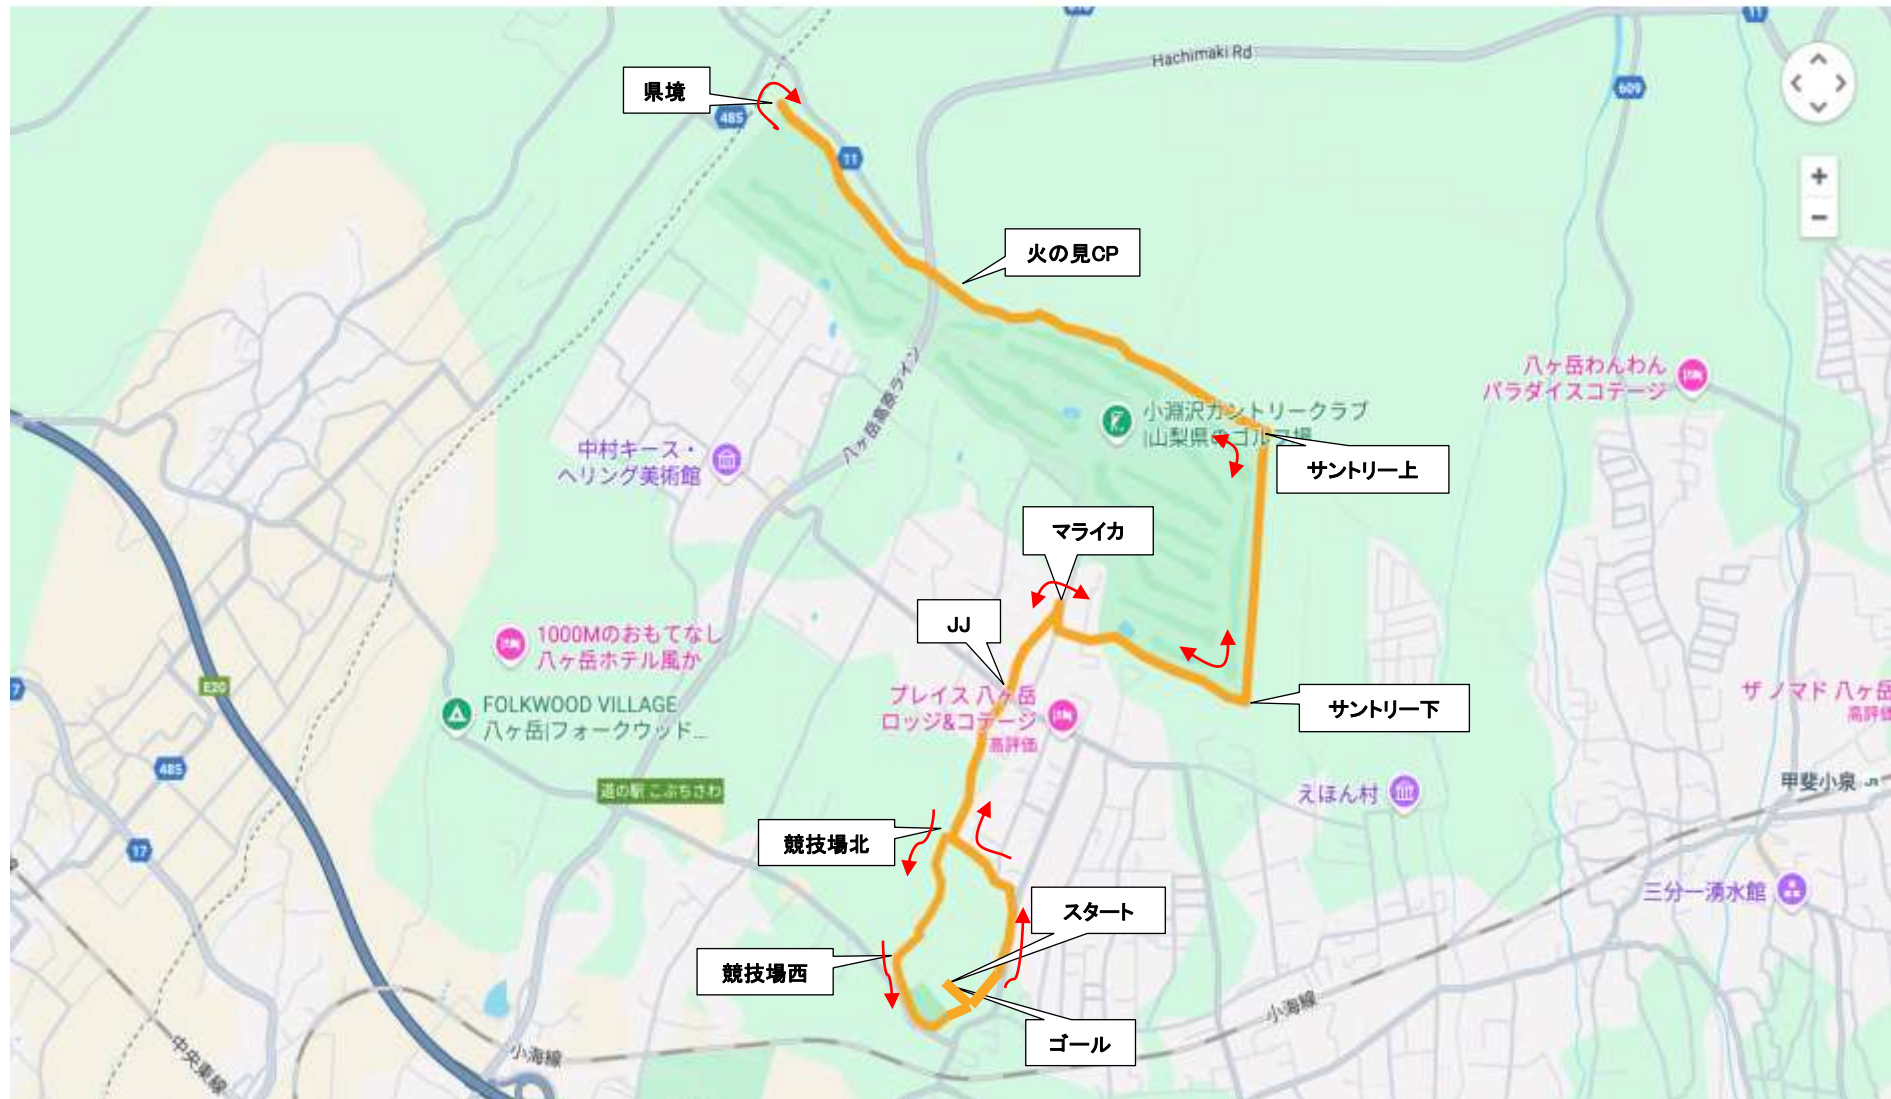 11
Hachimaki Rd
609
県境
485
11
火の見CP
八ヶ岳高原ライン
八ヶ岳わんわん
パラダイスコテージ
小淵沢カントリークラブ
|山梨県のゴルフ場
中村キース・
ヘリング美術館
サントリー上
マライカ
JJ
1000Mのおもてなし
八ヶ岳ホテル風か
E20
7
FOLKWOOD VILLAGE
八ヶ岳|フォークウッド...
プレイス 八ヶ岳
ロッジ&コテージ
高評価
サントリー下
ザ ノマド 八ヶ岳
高評価
485
道の駅 こぶちさわ
えほん村
甲斐小泉
17
競技場北
三分一湧水館
スタート
競技場西
ゴール
小海線
小海線
中央東線